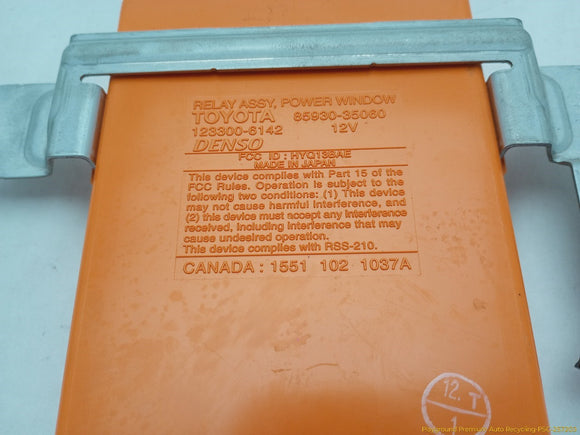 RELAY ASSY, POWER WINDOW
TOYOTA 85930-35060
123300-6142 12V
DENSO
FCC ID : HYQ13BAE
MADE IN JAPAN
This device complies with Part 15 of the
FCC Rules. Operation is subject to the
following two conditions: (1) This device
may not cause harmful interference, and
(2) this device must accept any interference
received, including interference that may
cause undesired operation.
This device complies with RSS-210.
CANADA : 1551 102 1037A
12. T
1